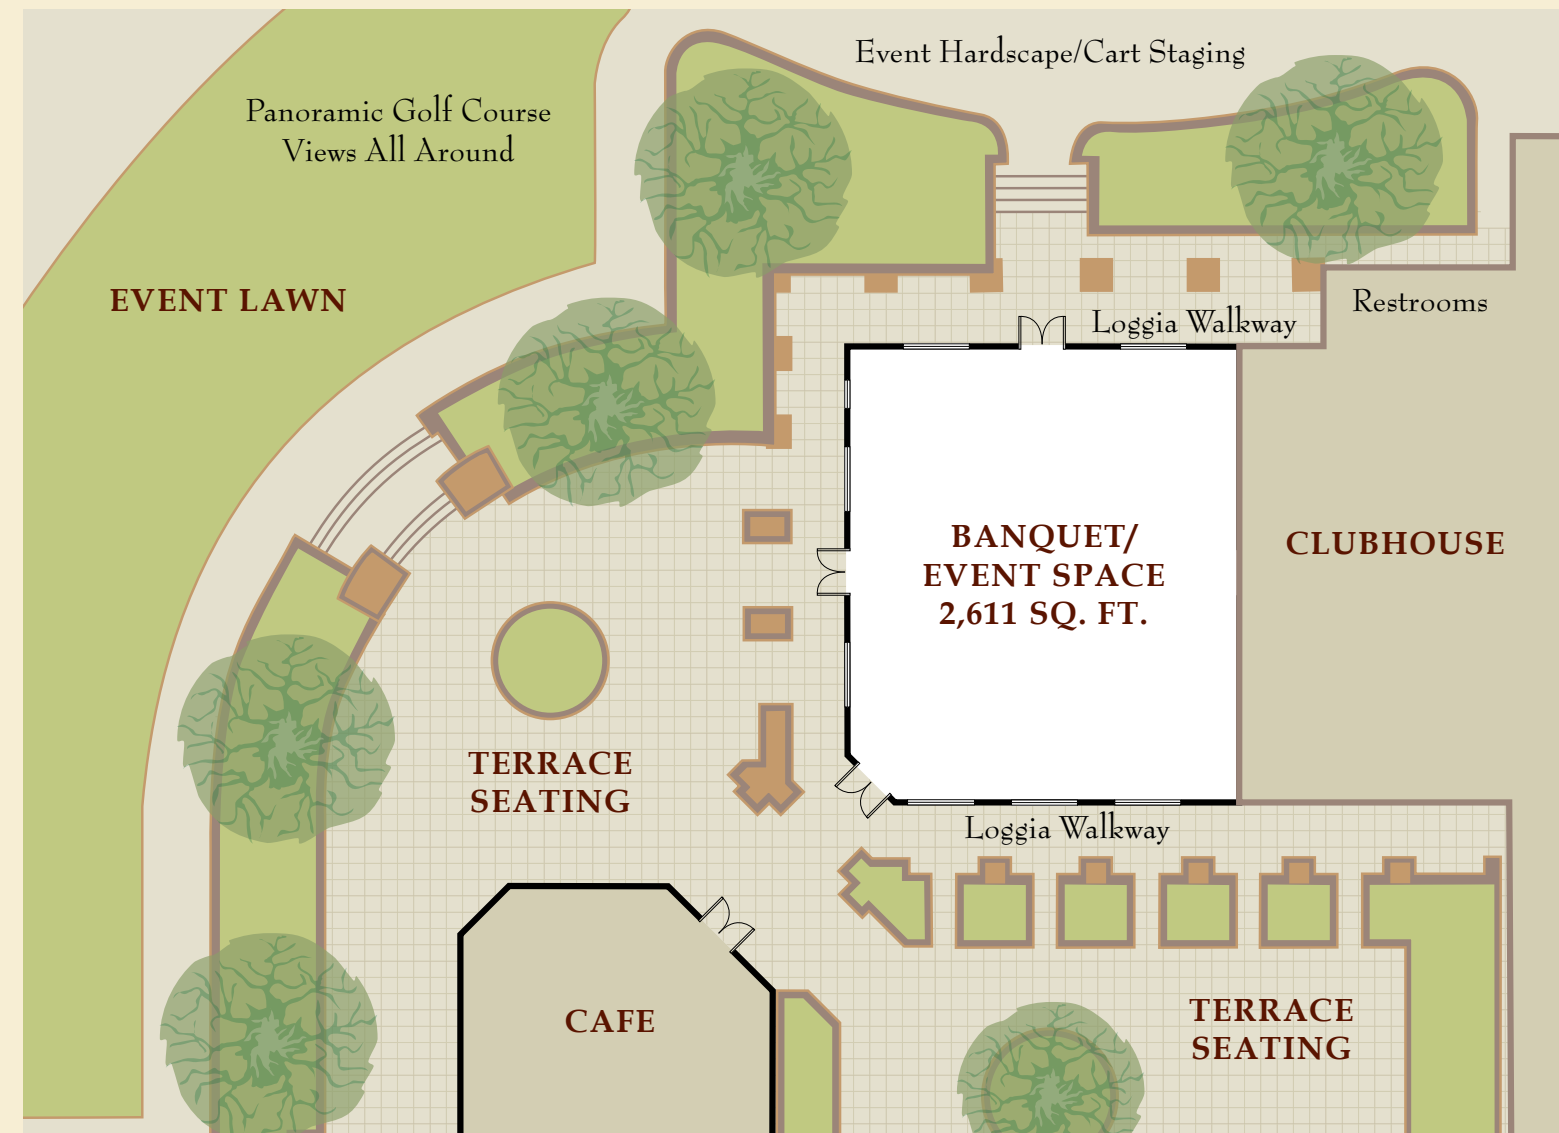 Event Hardscape/Cart Staging
Panoramic Golf Course
Views All Around
EVENT LAWN
Restrooms
Loggia Walkway
BANQUET/
EVENT SPACE
2,611 SQ. FT.
CLUBHOUSE
TERRACE
SEATING
Loggia Walkway
CAFE
TERRACE
SEATING